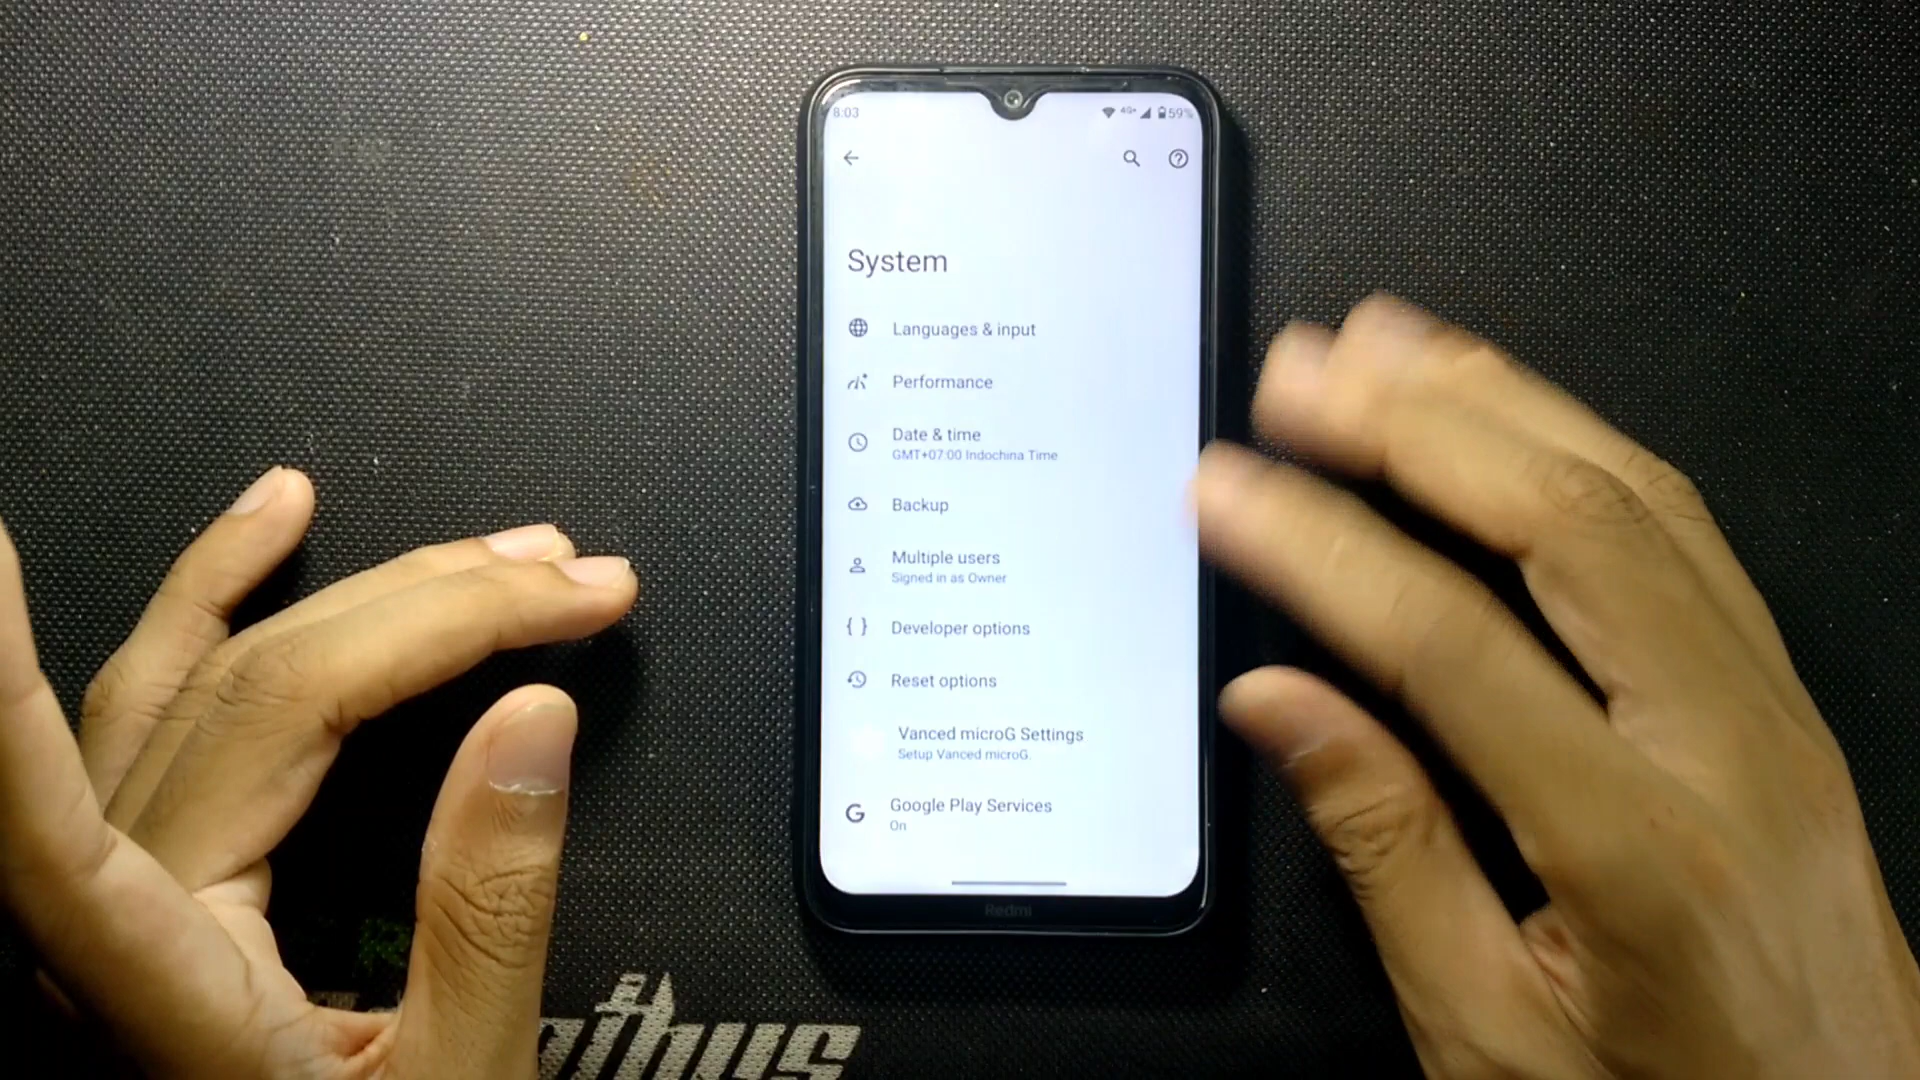 8:03
4G+
59%
System
Languages & input
Performance
Date & time
GMT+07:00 Indochina Time
Backup
Multiple users
Signed in as Owner
Developer options
Reset options
Vanced microG Settings
Setup Vanced microG.
Google Play Services
On
Redmi